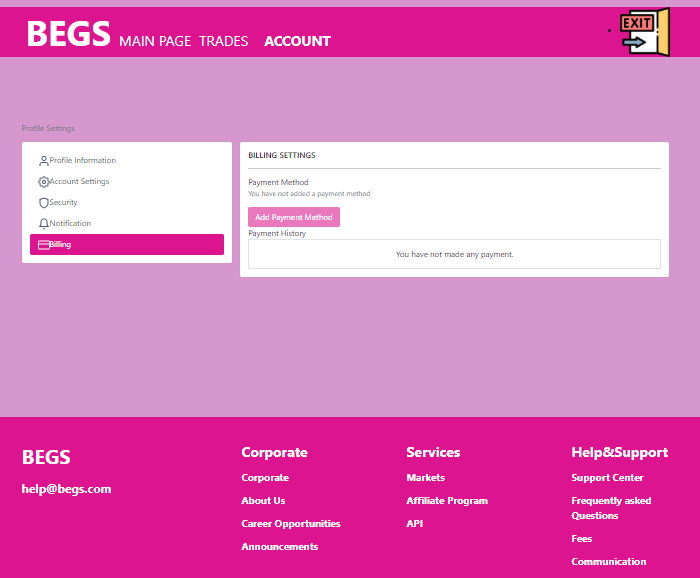 BEGS MAIN PAGE TRADES ACCOUNT
EXIT
Profile Settings
Profile Information
Account Settings
Security
Notification
Billing
BILLING SETTINGS
Payment Method
You have not added a payment method
Add Payment Method
Payment History
You have not made any payment.
BEGS
help@begs.com
Corporate
Corporate
About Us
Career Opportunities
Announcements
Services
Markets
Affiliate Program
API
Help&Support
Support Center
Frequently asked
Questions
Fees
Communication